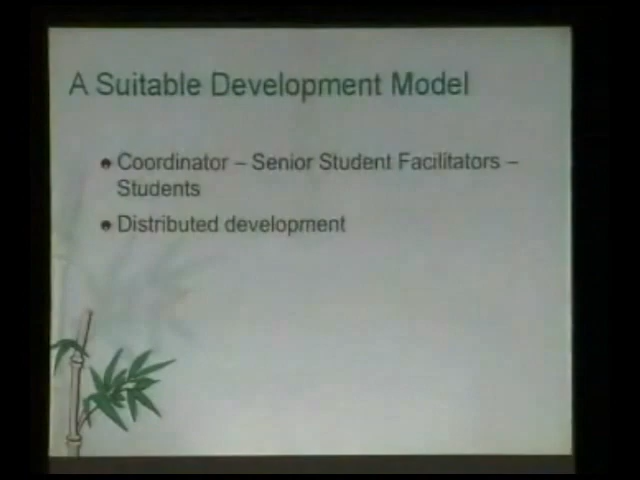 A Suitable Development Model
Coordinator – Senior Student Facilitators –
Students
Distributed development